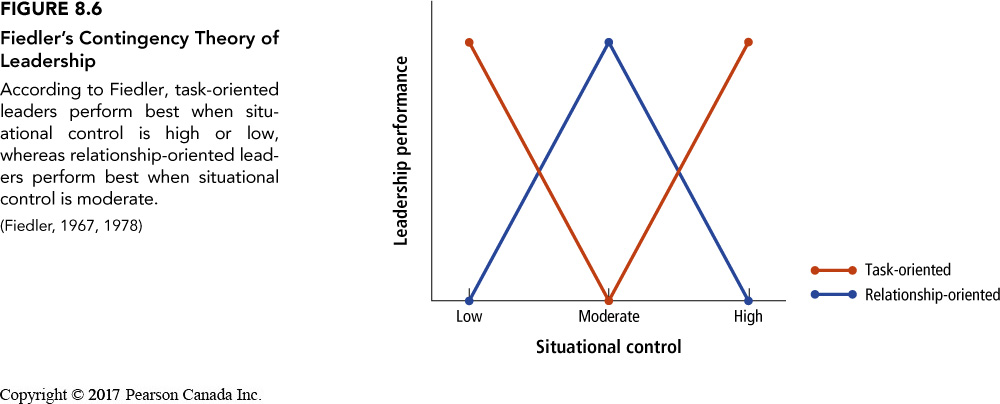 FIGURE 8.6
Fiedler’s Contingency Theory of
Leadership
According to Fiedler, task-oriented
leaders perform best when situ-
ational control is high or low,
whereas relationship-oriented lead-
ers perform best when situational
control is moderate.
(Fiedler, 1967, 1978)
Leadership performance
Low
Moderate
High
Situational control
Task-oriented
Relationship-oriented
Copyright © 2017 Pearson Canada Inc.